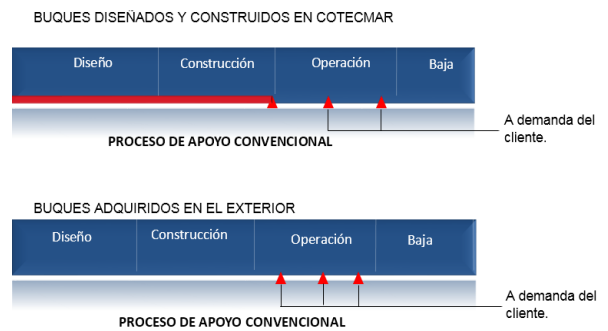 BUQUES DISEÑADOS Y CONSTRUIDOS EN COTECMAR
Diseño
Construcción
Operación
Baja
A demanda del
cliente.
PROCESO DE APOYO CONVENCIONAL
BUQUES ADQUIRIDOS EN EL EXTERIOR
Diseño
Construcción
Operación
Baja
A demanda del
cliente.
PROCESO DE APOYO CONVENCIONAL